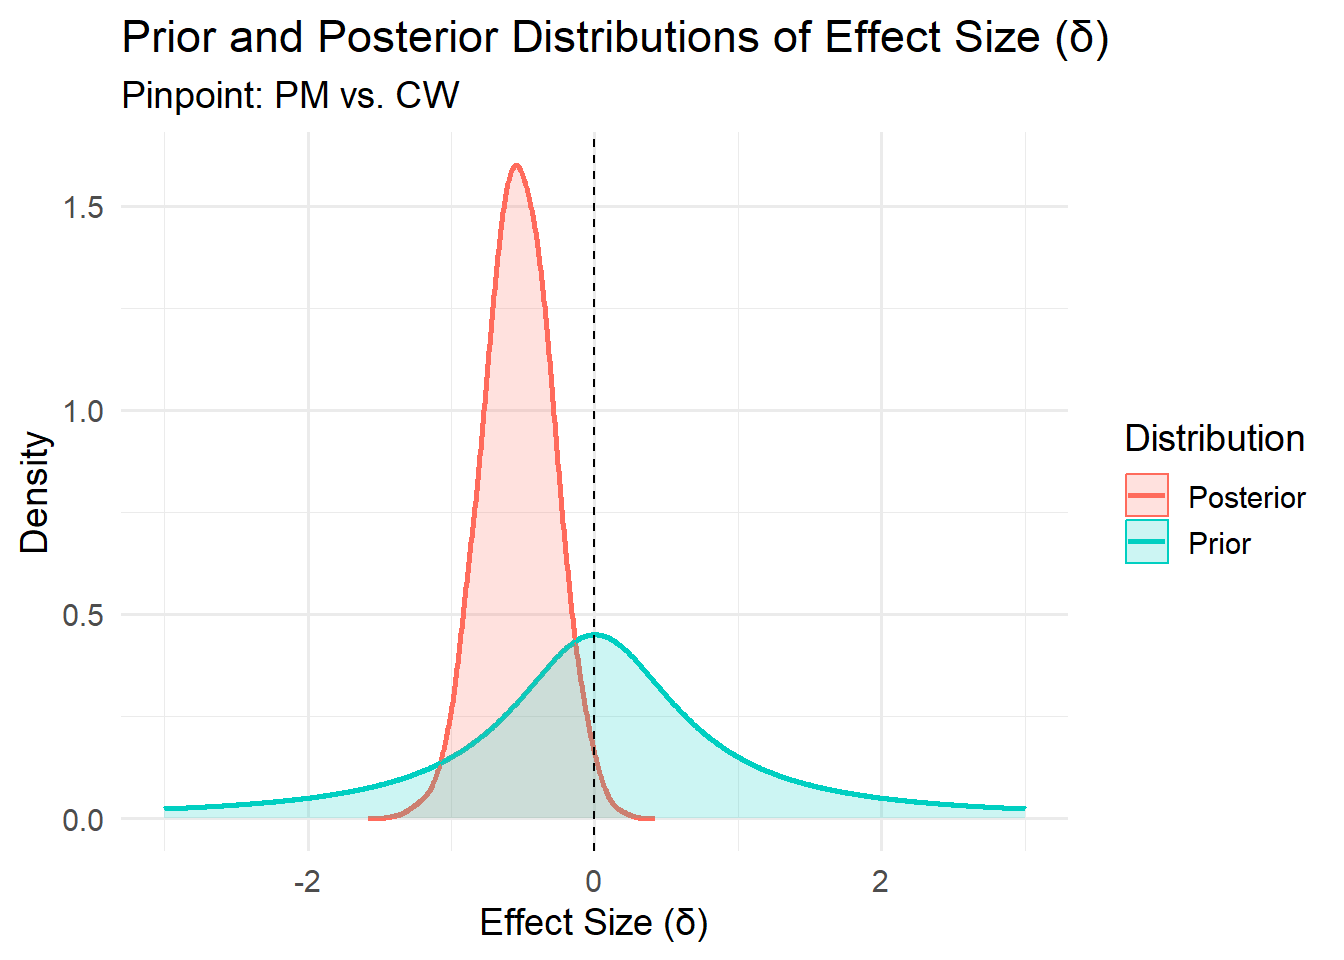 Prior and Posterior Distributions of Effect Size (δ)
Pinpoint: PM vs. CW
1.5
1.0
0.5
0.0
Density
-2
0
2
Effect Size (δ)
Distribution
Posterior
Prior